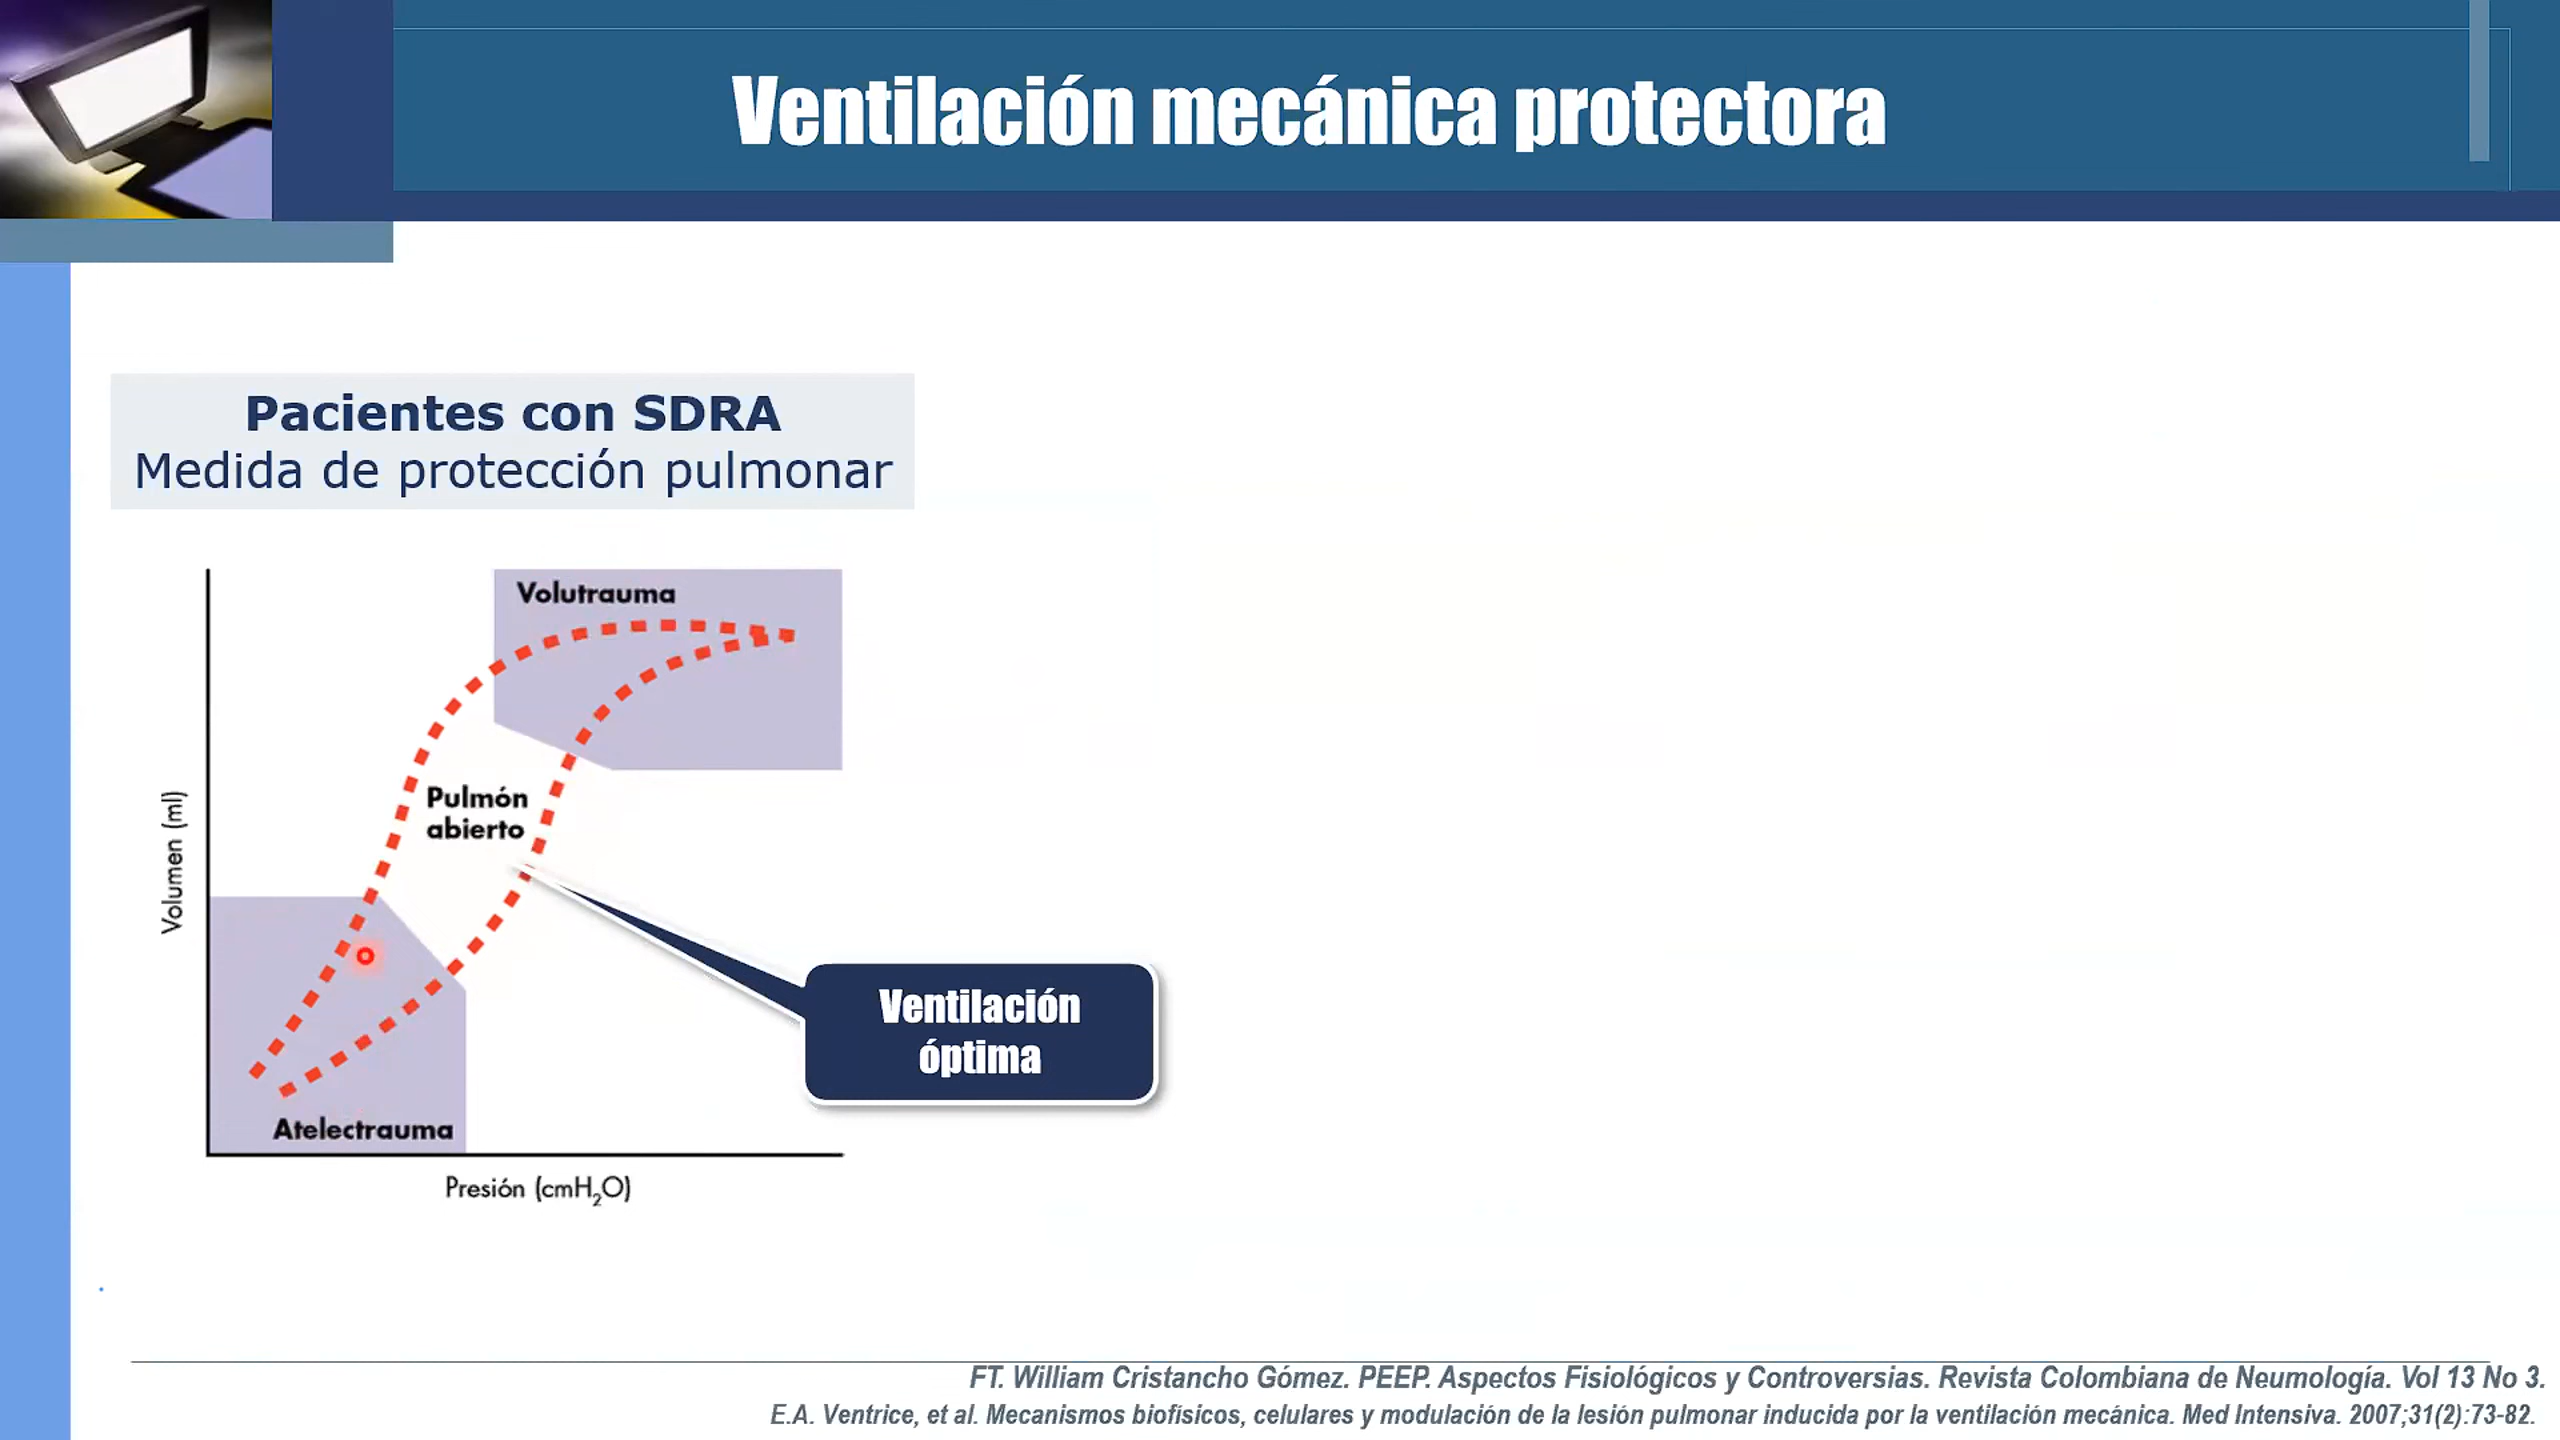 Ventilación mecánica protectora
Pacientes con SDRA
Medida de protección pulmonar
Volutrauma
Pulmón
abierto
Volumen (ml)
Ventilación
óptima
Atelectrauma
Presión (cmH₂O)
FT. William Cristancho Gómez. PEEP. Aspectos Fisiológicos y Controversias. Revista Colombiana de Neumología. Vol 13 No 3.
E.A. Ventrice, et al. Mecanismos biofísicos, celulares y modulación de la lesión pulmonar inducida por la ventilación mecánica. Med Intensiva. 2007;31(2):73-82.